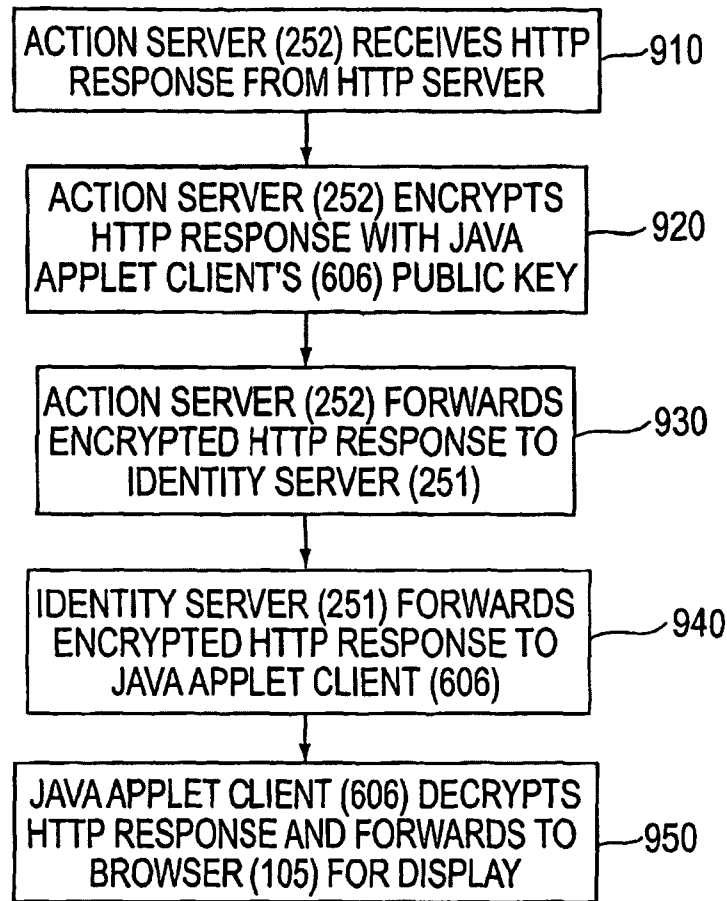 ACTION SERVER (252) RECEIVES HTTP
RESPONSE FROM HTTP SERVER
910
ACTION SERVER (252) ENCRYPTS
HTTP RESPONSE WITH JAVA
APPLET CLIENT'S (606) PUBLIC KEY
920
ACTION SERVER (252) FORWARDS
ENCRYPTED HTTP RESPONSE TO
IDENTITY SERVER (251)
930
IDENTITY SERVER (251) FORWARDS
ENCRYPTED HTTP RESPONSE TO
JAVA APPLET CLIENT (606)
940
JAVA APPLET CLIENT (606) DECRYPTS
HTTP RESPONSE AND FORWARDS TO
BROWSER (105) FOR DISPLAY
950